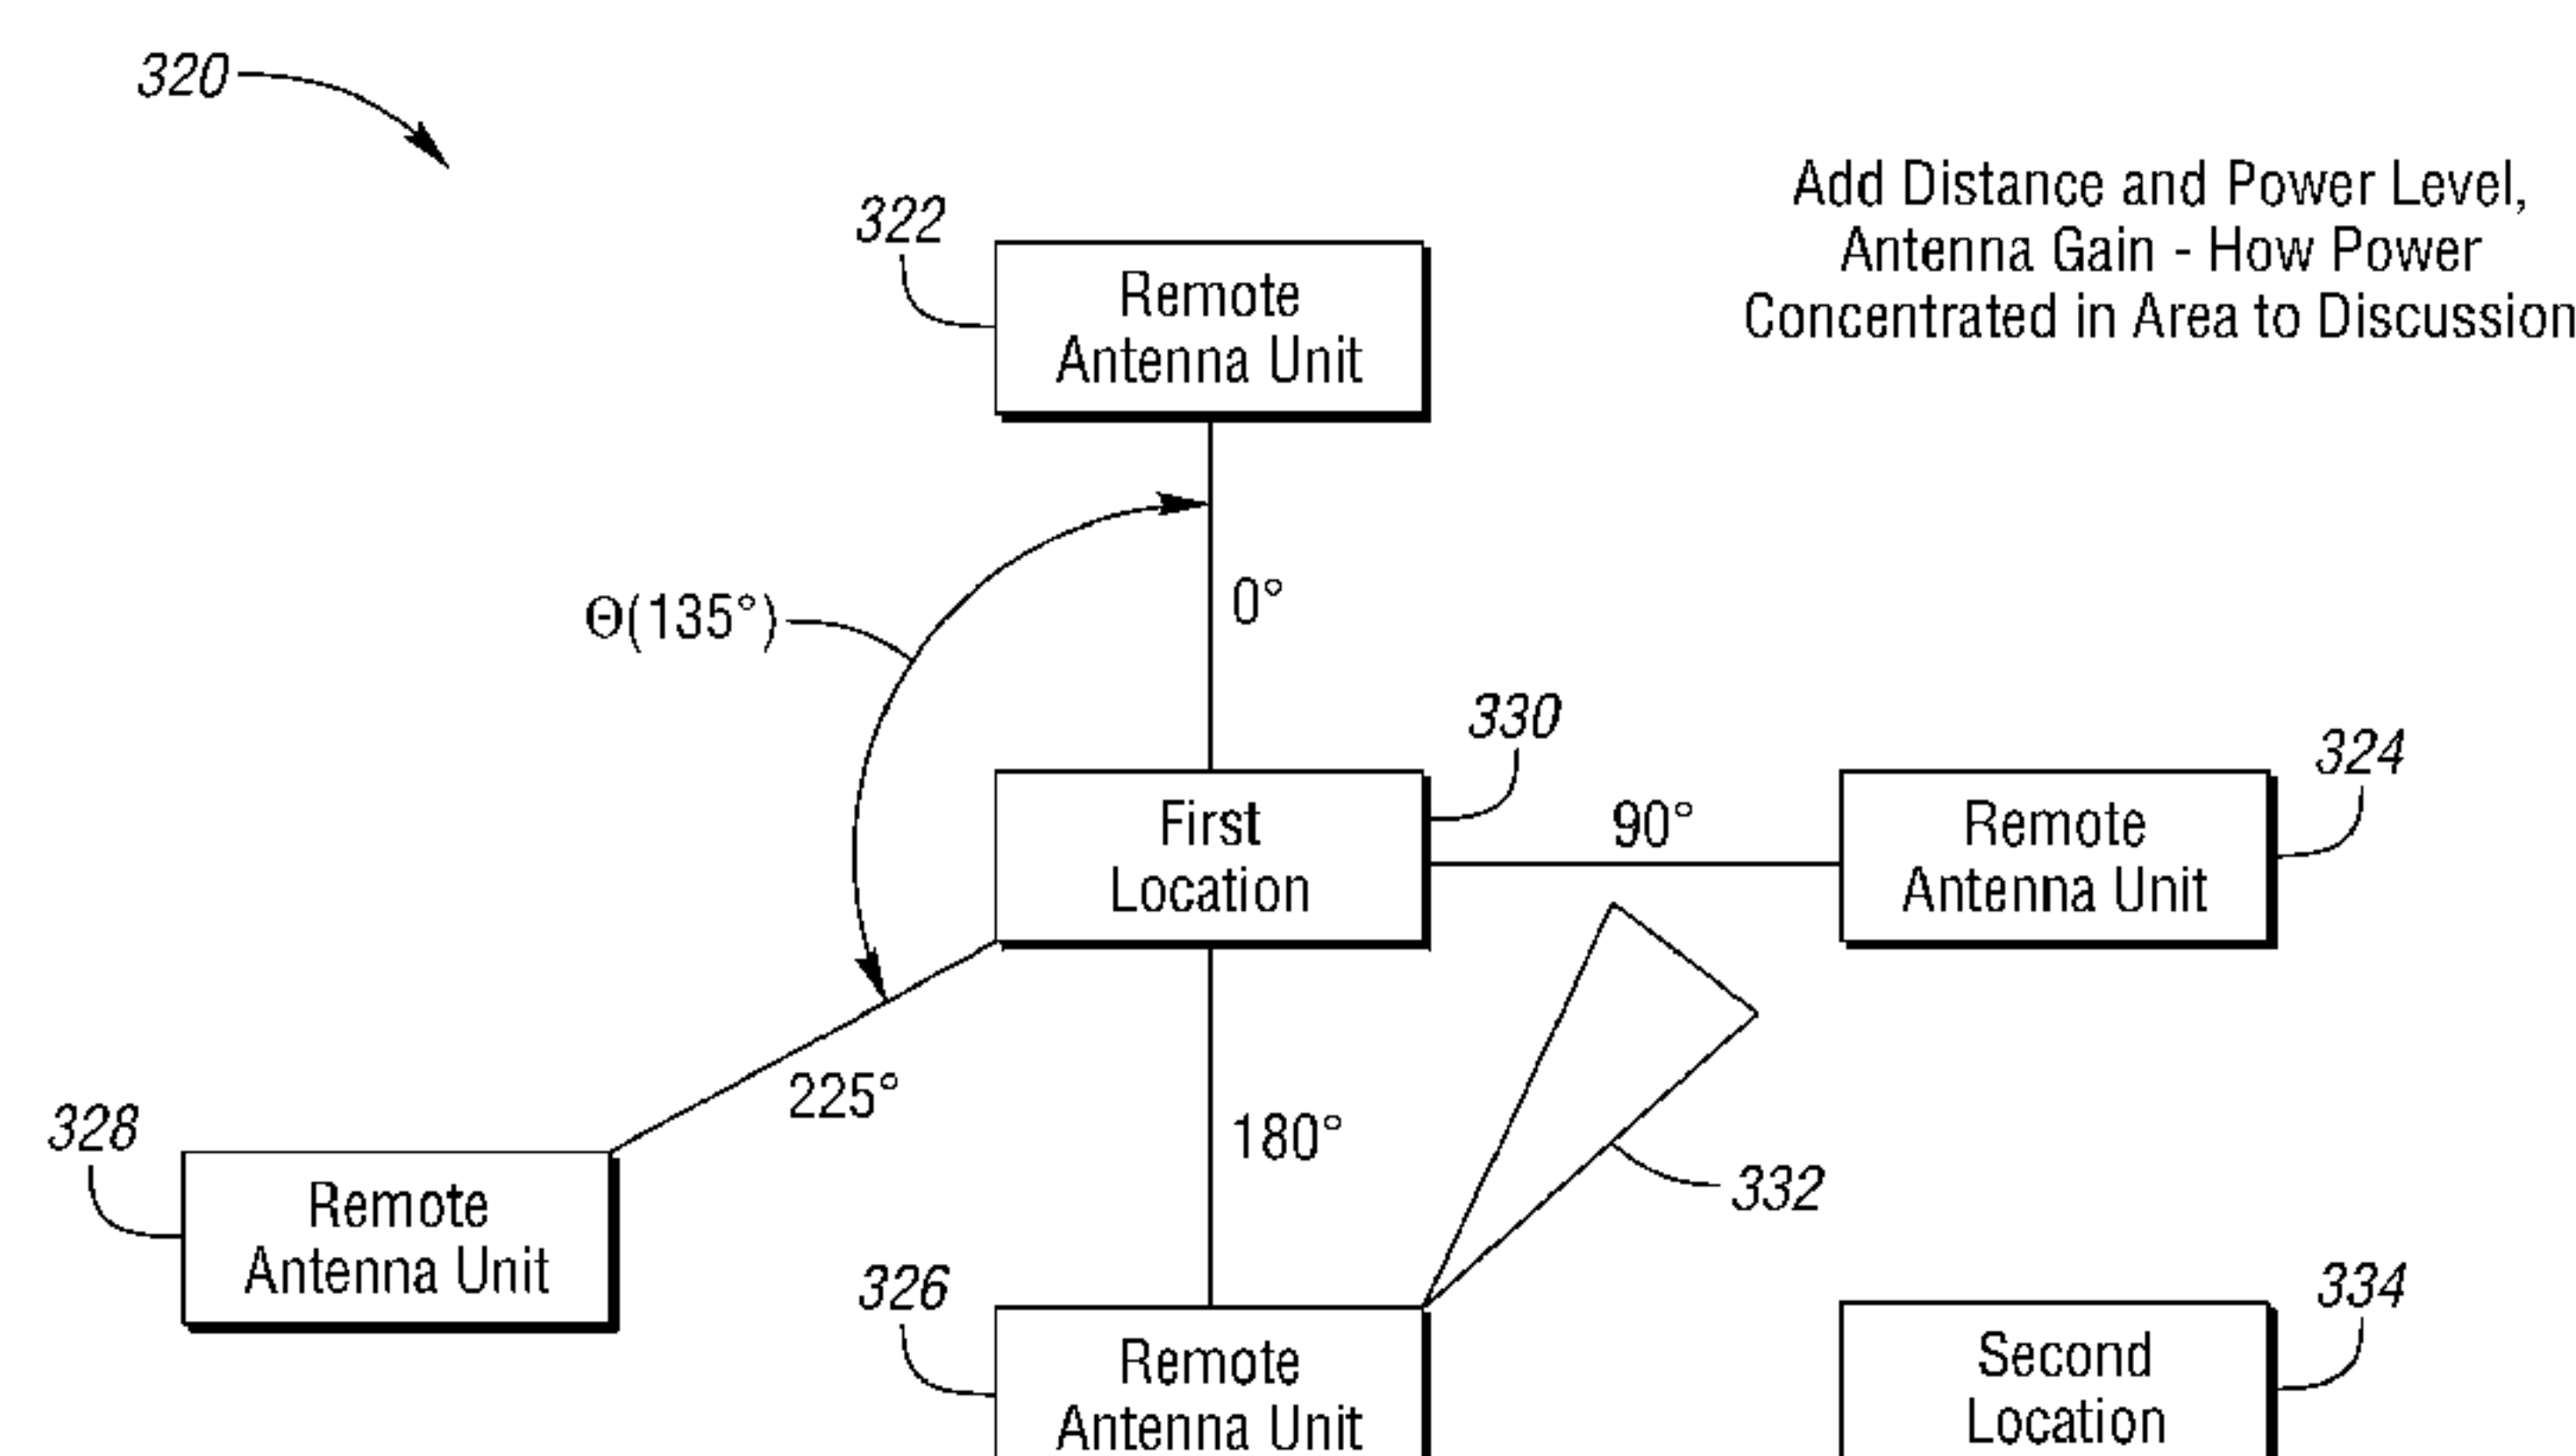 320
Add Distance and Power Level,
Antenna Gain - How Power
Concentrated in Area to Discussion
322
Remote
Antenna Unit
Θ(135°)
0°
330
324
First
Location
90°
Remote
Antenna Unit
225°
180°
328
332
Remote
Antenna Unit
326
334
Remote
Antenna Unit
Second
Location